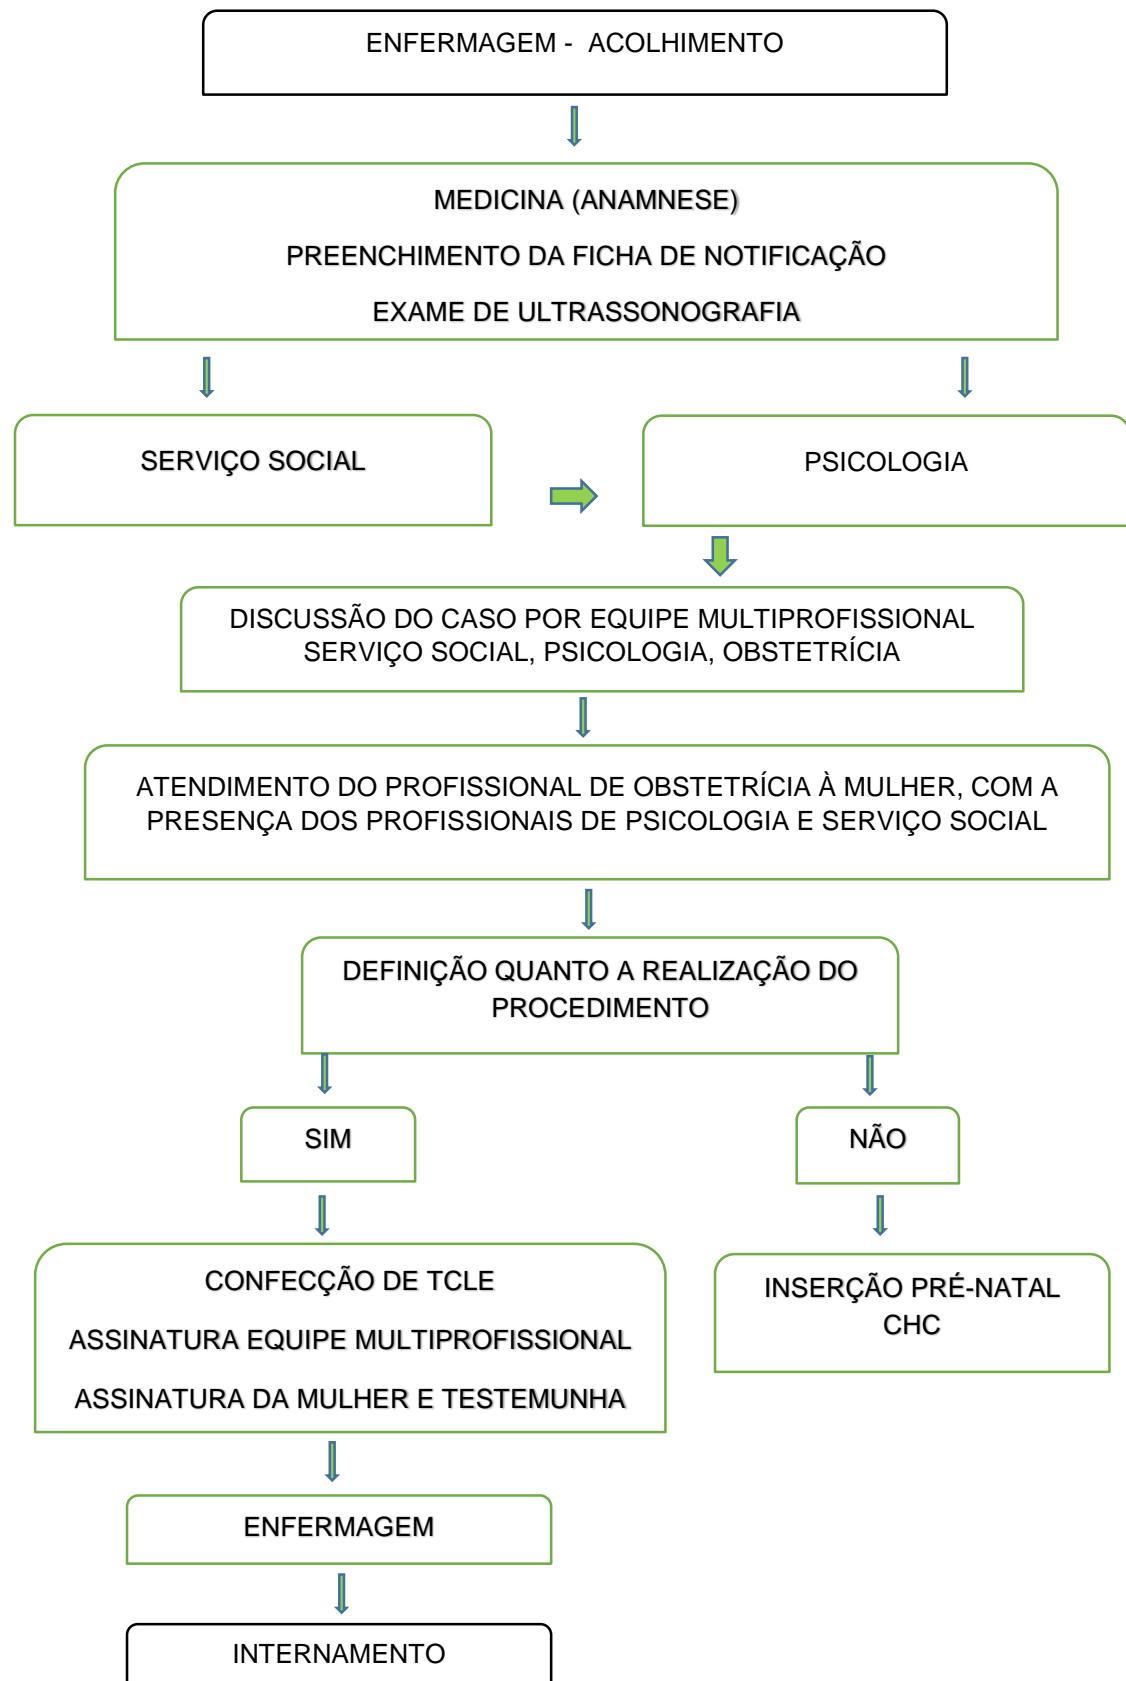 ENFERMAGEM - ACOLHIMENTO
MEDICINA (ANAMNESE)
PREENCHIMENTO DA FICHA DE NOTIFICAÇÃO
EXAME DE ULTRASSONOGRAFIA
SERVIÇO SOCIAL
PSICOLOGIA
DISCUSSÃO DO CASO POR EQUIPE MULTIPROFISSIONAL
SERVIÇO SOCIAL, PSICOLOGIA, OBSTETRÍCIA
ATENDIMENTO DO PROFISSIONAL DE OBSTETRÍCIA À MULHER, COM A
PRESENÇA DOS PROFISSIONAIS DE PSICOLOGIA E SERVIÇO SOCIAL
DEFINIÇÃO QUANTO A REALIZAÇÃO DO
PROCEDIMENTO
SIM
NÃO
CONFECÇÃO DE TCLE
ASSINATURA EQUIPE MULTIPROFISSIONAL
ASSINATURA DA MULHER E TESTEMUNHA
INSERÇÃO PRÉ-NATAL
CHC
ENFERMAGEM
INTERNAMENTO